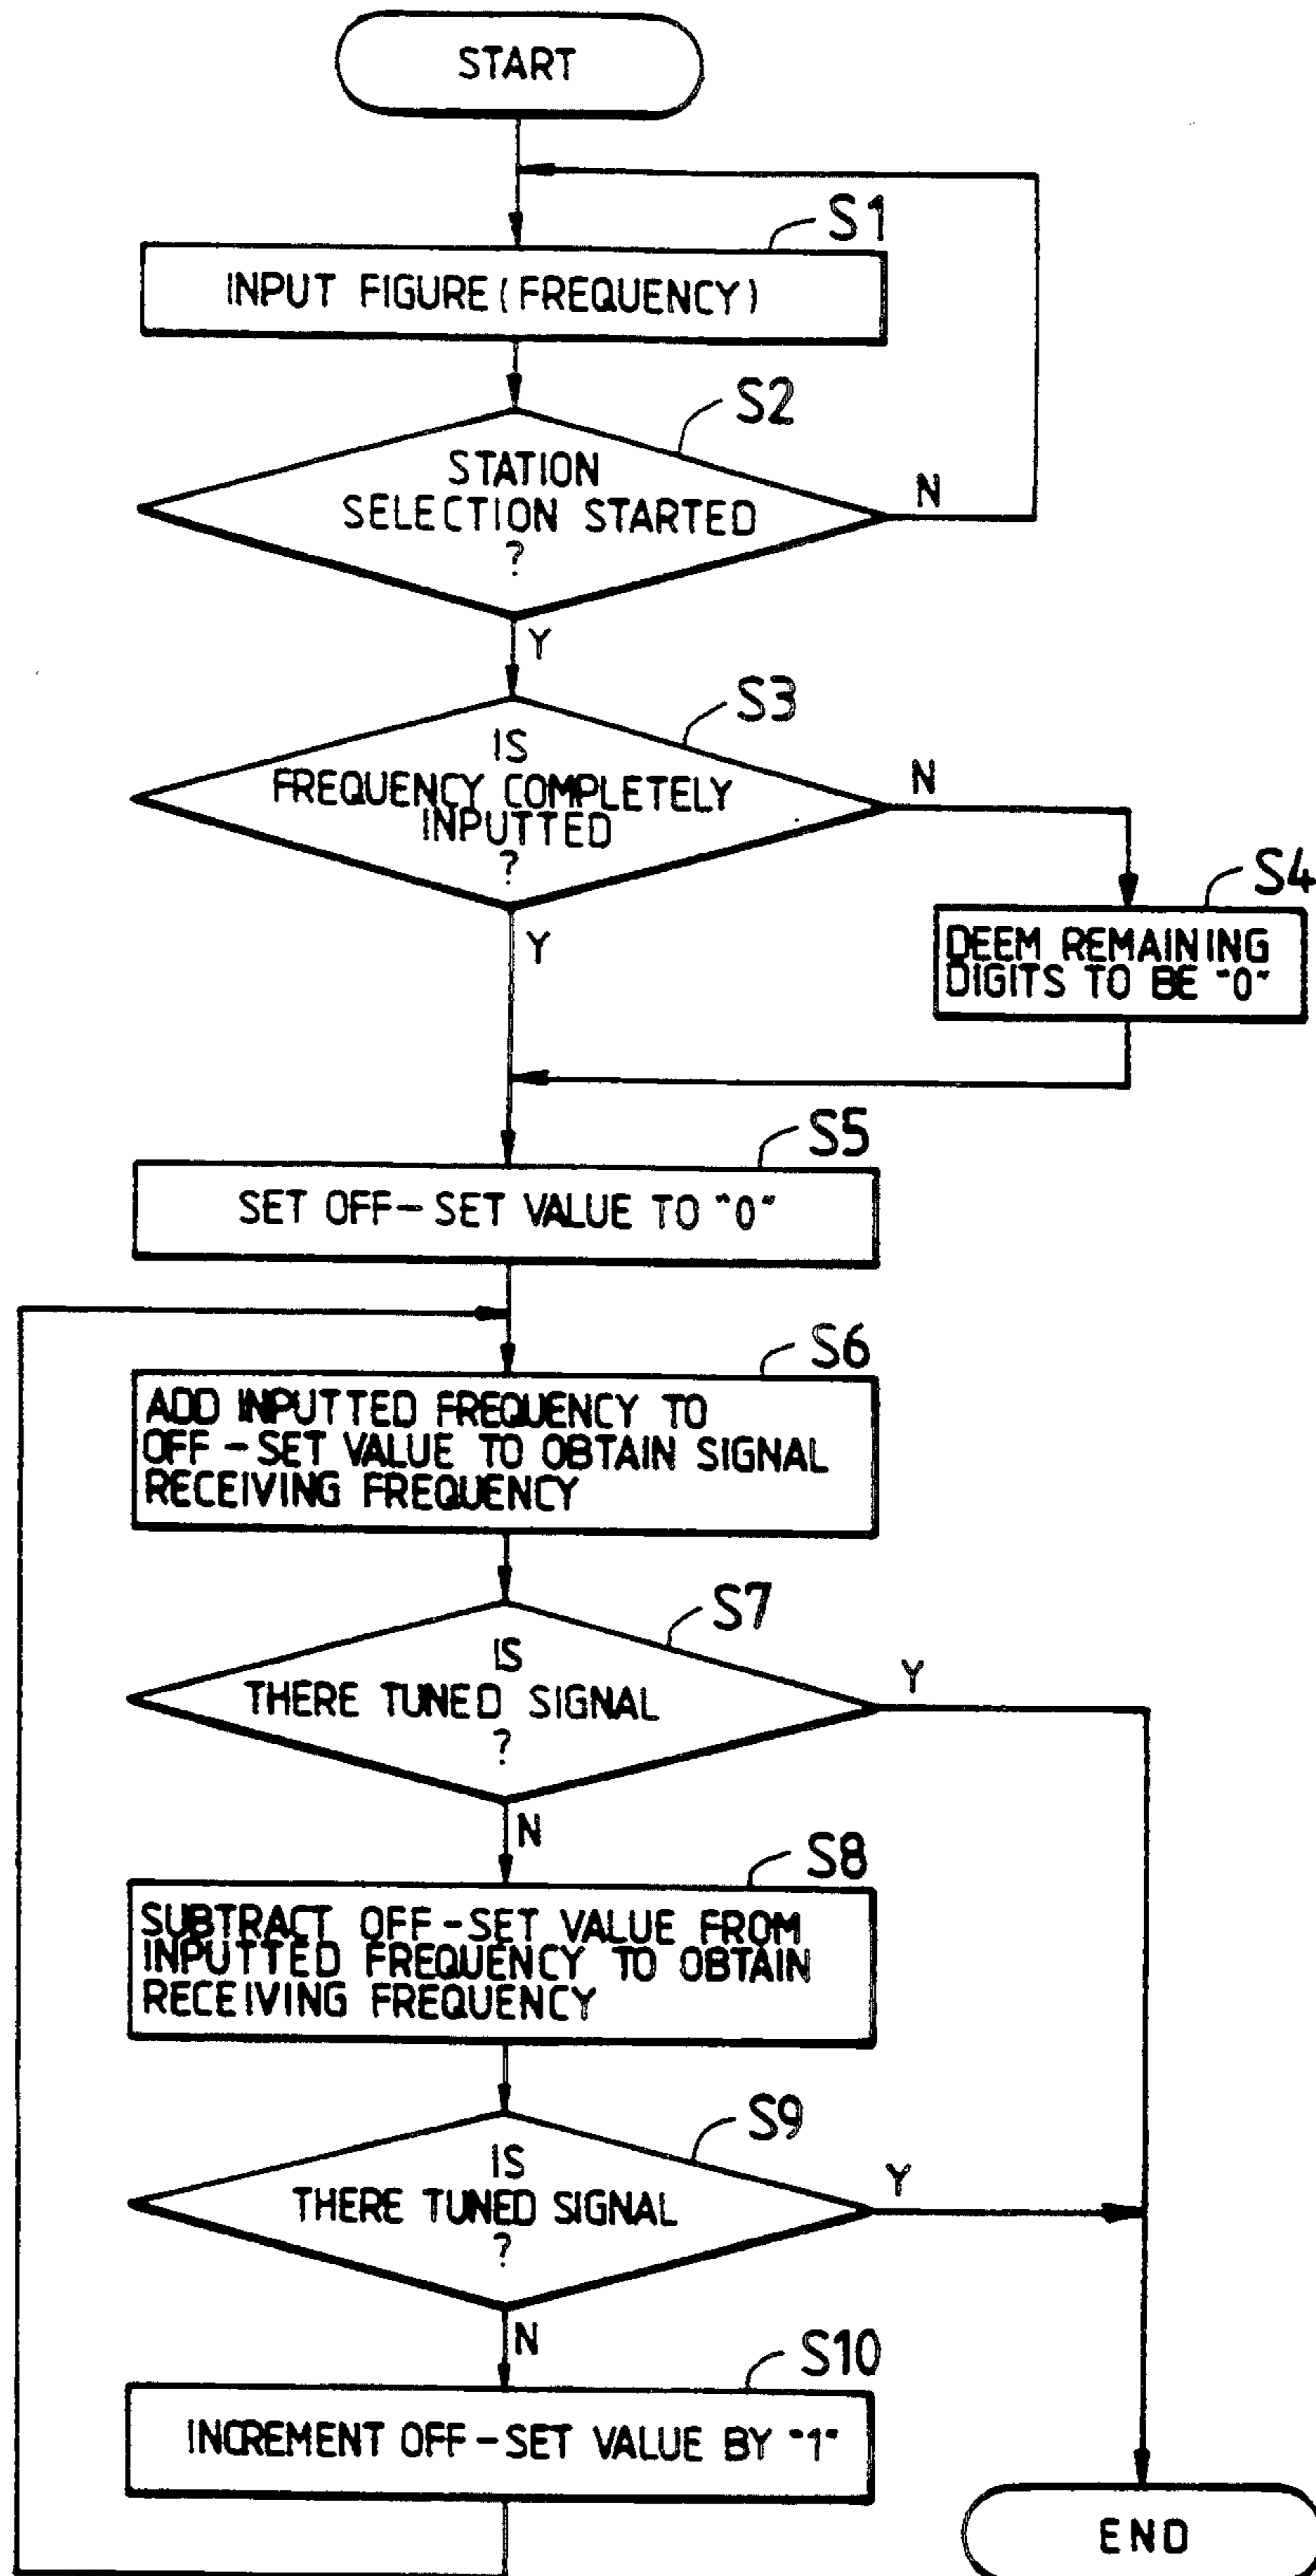 START
S1
INPUT FIGURE (FREQUENCY)
S2
STATION
SELECTION STARTED
?
N
Y
S3
IS
FREQUENCY COMPLETELY
INPUTTED
?
N
Y
S4
DEEM REMAINING
DIGITS TO BE "0"
S5
SET OFF-SET VALUE TO "0"
S6
ADD INPUTTED FREQUENCY TO
OFF-SET VALUE TO OBTAIN SIGNAL
RECEIVING FREQUENCY
S7
IS
THERE TUNED SIGNAL
?
Y
N
S8
SUBTRACT OFF-SET VALUE FROM
INPUTTED FREQUENCY TO OBTAIN
RECEIVING FREQUENCY
S9
IS
THERE TUNED SIGNAL
?
Y
N
S10
INCREMENT OFF-SET VALUE BY "1"
END